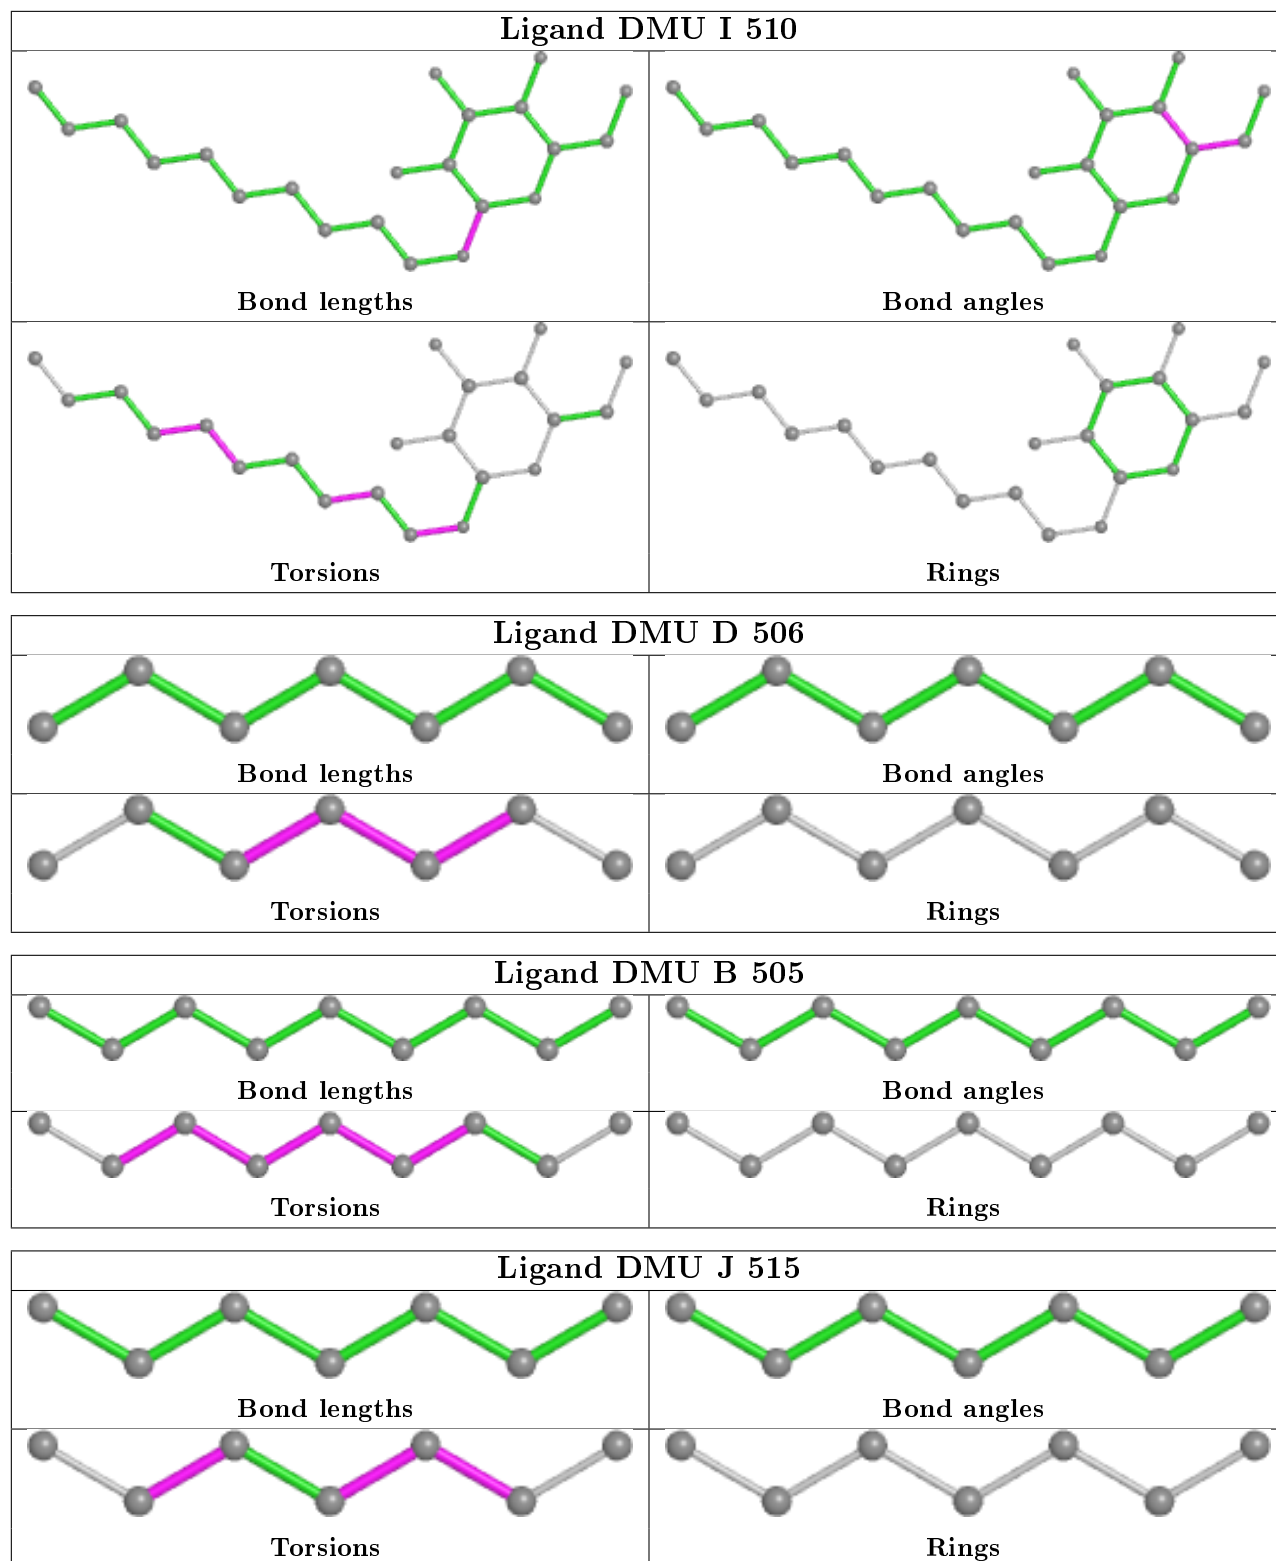 Ligand DMU I 510
Bond lengths
Bond angles
Torsions
Rings
Ligand DMU D 506
Bond lengths
Bond angles
Torsions
Rings
Ligand DMU B 505
Bond lengths
Bond angles
Torsions
Rings
Ligand DMU J 515
Bond lengths
Bond angles
Torsions
Rings